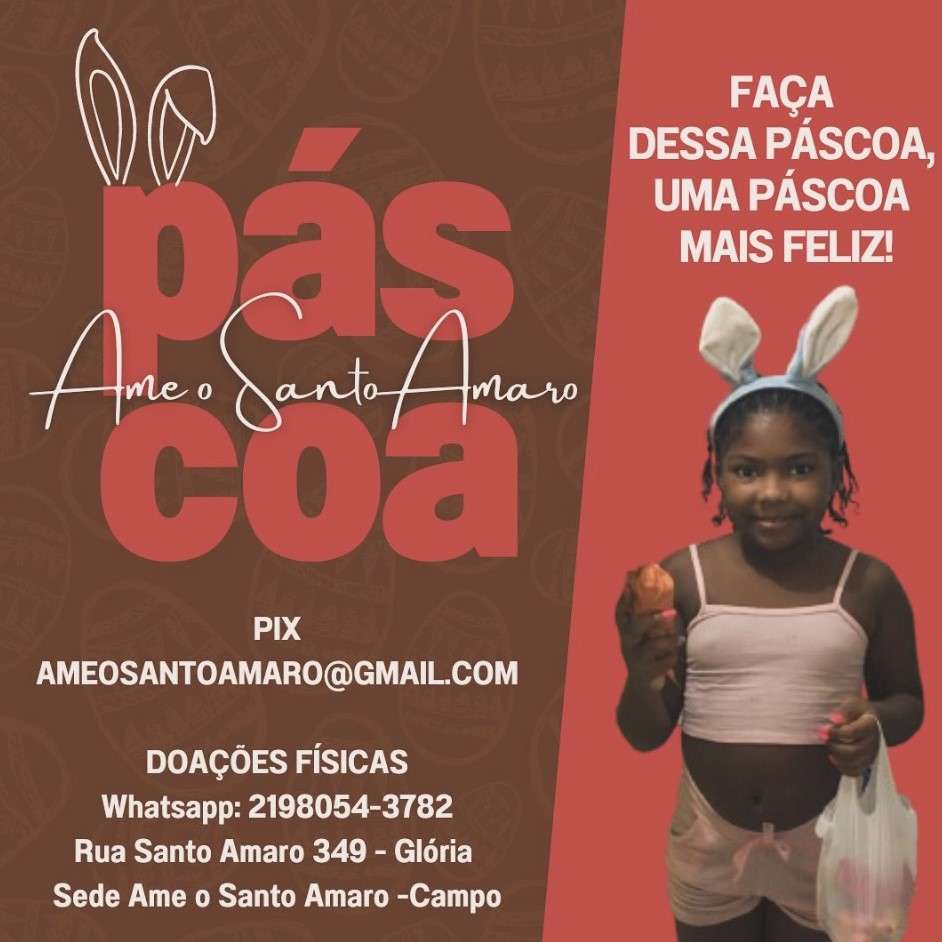 pás
Ame o Santo Amaro
coa
PIX
AMEOSANTOAMARO@GMAIL.COM
DOAÇÕES FÍSICAS
Whatsapp: 2198054-3782
Rua Santo Amaro 349 - Glória
Sede Ame o Santo Amaro -Campo
FAÇA
DESSA PÁSCOA,
UMA PÁSCOA
MAIS FELIZ!